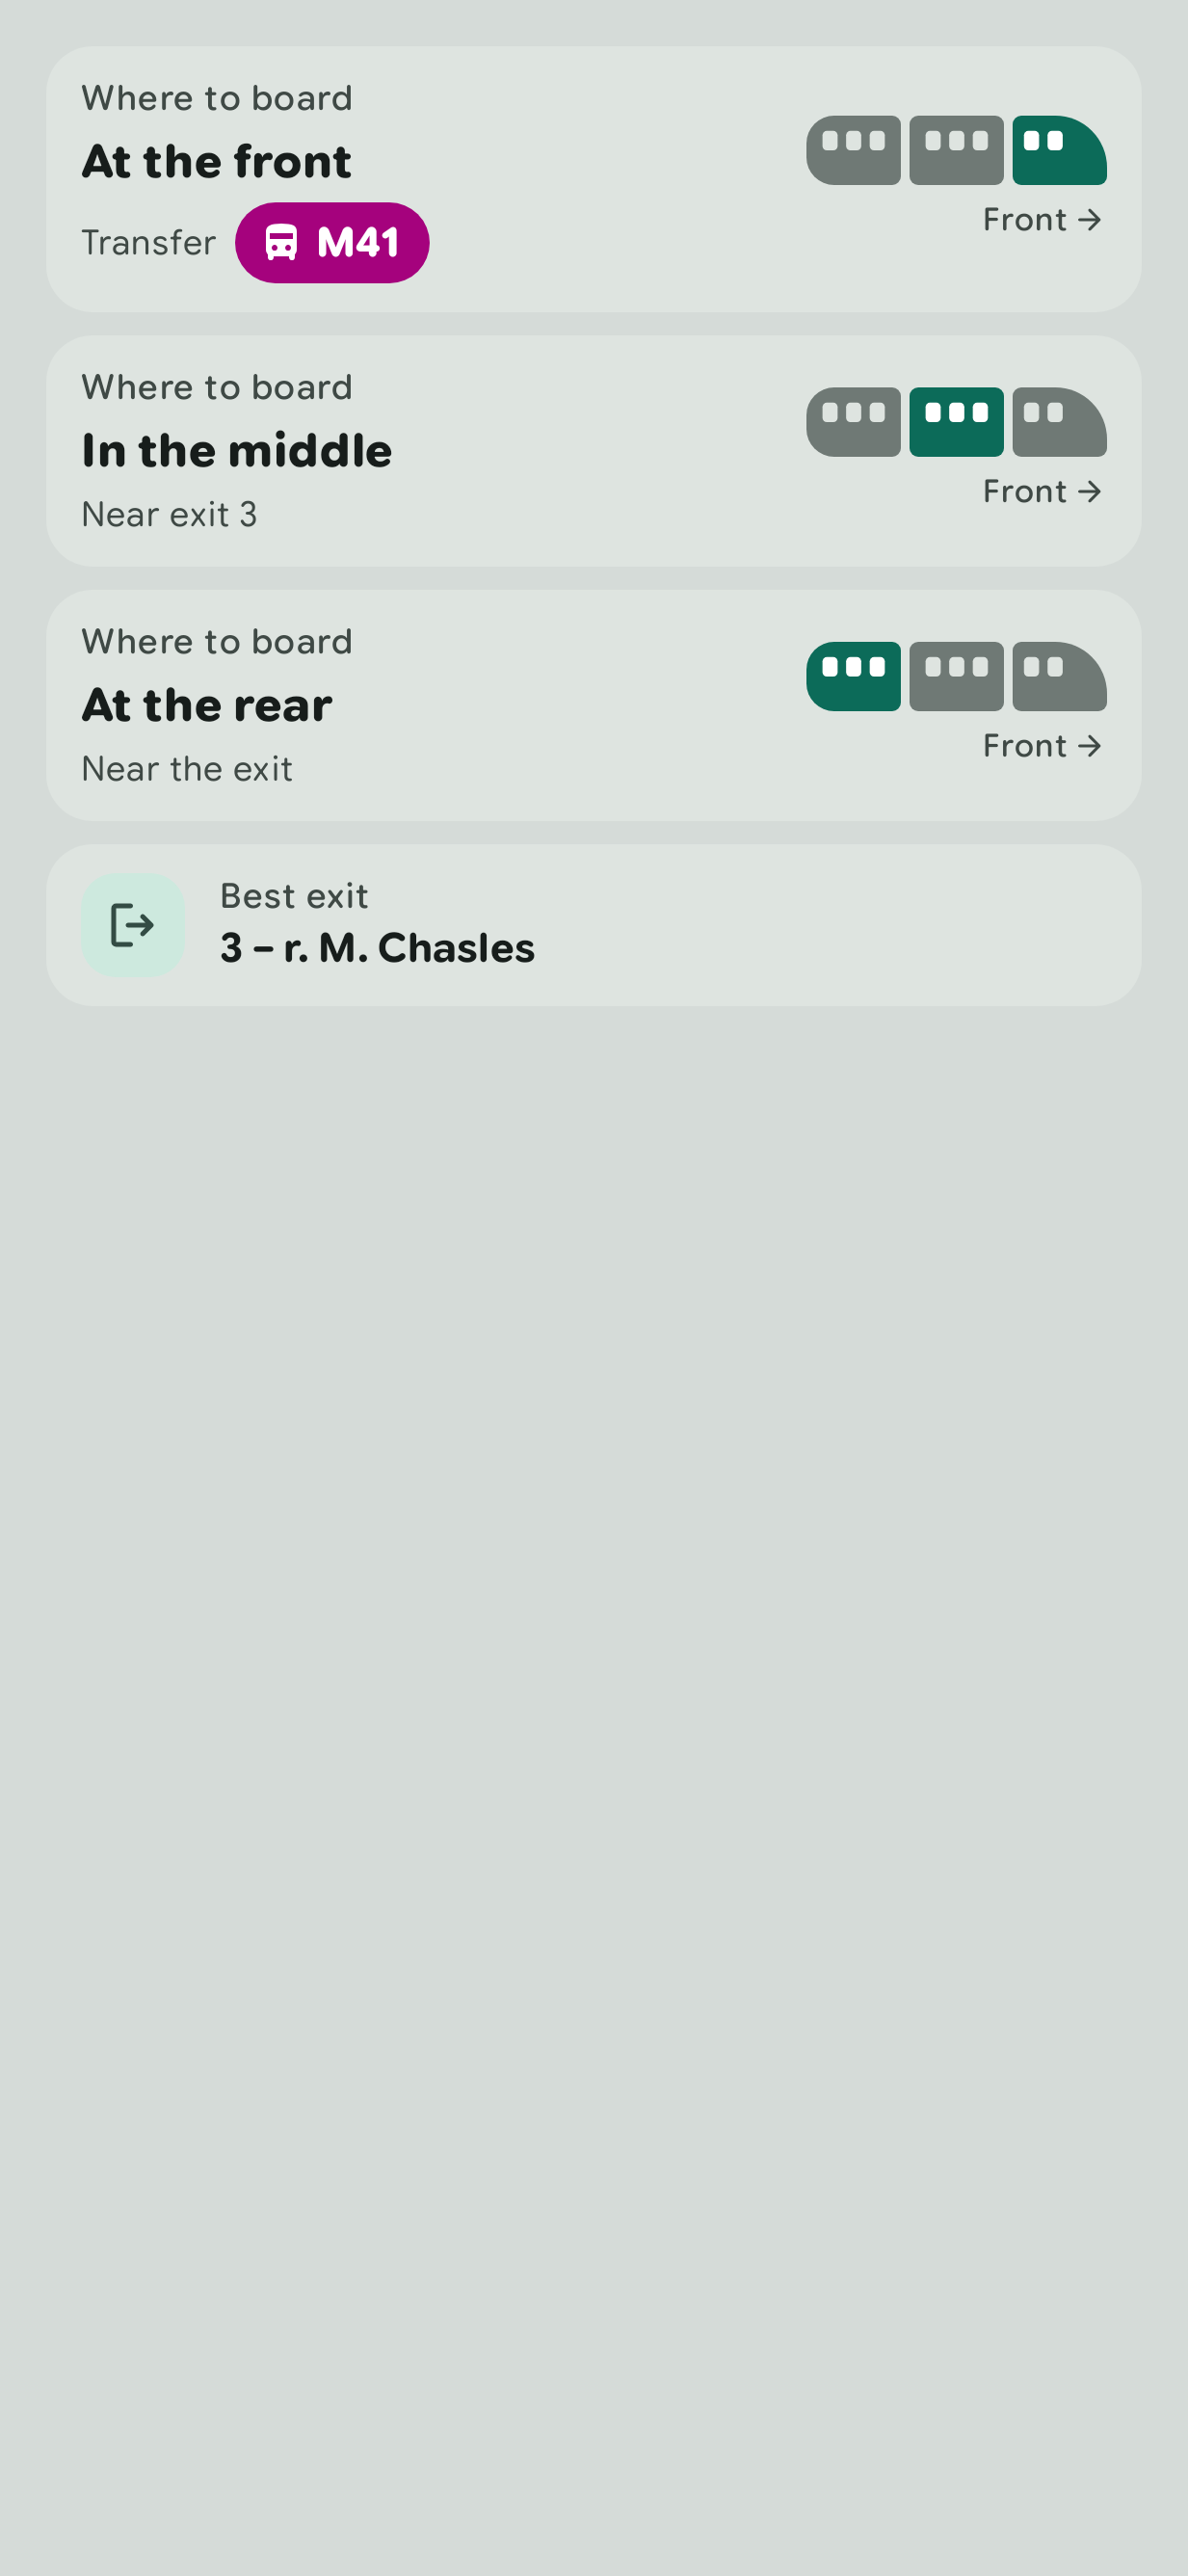 Where to board
At the front
Transfer M41
Front →
Where to board
In the middle
Near exit 3
Front →
Where to board
At the rear
Near the exit
Front →
Best exit
3 – r. M. Chasles